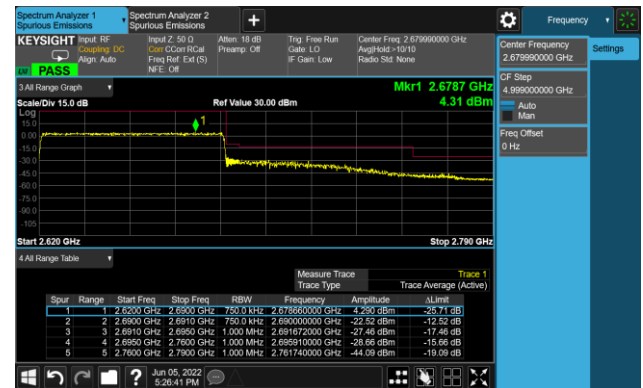 Spectrum Analyzer 1
Spurious Emissions
Spectrum Analyzer 2
Spurious Emissions
Frequency
KEYSIGHT
Input: RF
Coupling: DC
Align: Auto
Input Z: 50 Ω
Corr CCorr RCal
Freq Ref: Ext (S)
NFE: Off
Atten: 18 dB
Preamp: Off
Trig: Free Run
Gate: LO
IF Gain: Low
Center Freq: 2.679990000 GHz
Avg|Hold:>10/10
Radio Std: None
PASS
3 All Range Graph
Mkr1 2.6787 GHz
Scale/Div 15.0 dB
Ref Value 30.00 dBm
4.31 dBm
Log
15.0
0.00
-15.0
-30.0
-45.0
-60.0
-75.0
-90.0
-105
1
Start 2.620 GHz
Stop 2.790 GHz
4 All Range Table
Measure Trace Trace 1
Trace Type Trace Average (Active)
Spur Range Start Freq Stop Freq RBW Frequency Amplitude ΔLimit
1 1 2.6200 GHz 2.6900 GHz 750.0 kHz 2.678660000 GHz 4.290 dBm -25.71 dB
2 2 2.6900 GHz 2.6910 GHz 750.0 kHz 2.690000000 GHz -22.52 dBm -12.52 dB
3 3 2.6910 GHz 2.6950 GHz 1.000 MHz 2.691672000 GHz -27.46 dBm -17.46 dB
4 4 2.6950 GHz 2.7600 GHz 1.000 MHz 2.695910000 GHz -28.66 dBm -15.66 dB
5 5 2.7600 GHz 2.7900 GHz 1.000 MHz 2.761740000 GHz -44.09 dBm -19.09 dB
Center Frequency
2.679990000 GHz
Settings
CF Step
4.999000000 GHz
Auto
Man
Freq Offset
0 Hz
?
Jun 05, 2022
5:26:41 PM